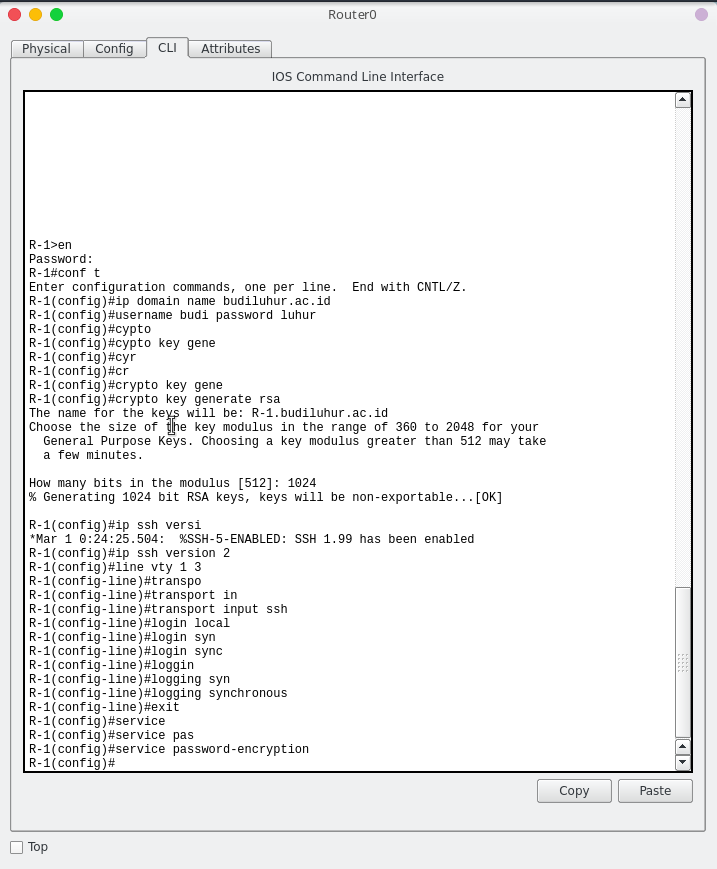 Router0
Physical Config CLI Attributes
IOS Command Line Interface
R-1>en
Password:
R-1#conf t
Enter configuration commands, one per line.  End with CNTL/Z.
R-1(config)#ip domain name budiluhur.ac.id
R-1(config)#username budi password luhur
R-1(config)#cypto
R-1(config)#cypto key gene
R-1(config)#cyr
R-1(config)#cr
R-1(config)#crypto key gene
R-1(config)#crypto key generate rsa
The name for the keys will be: R-1.budiluhur.ac.id
Choose the size of the key modulus in the range of 360 to 2048 for your
  General Purpose Keys. Choosing a key modulus greater than 512 may take
  a few minutes.
How many bits in the modulus [512]: 1024
% Generating 1024 bit RSA keys, keys will be non-exportable...[OK]
R-1(config)#ip ssh versi
*Mar 1 0:24:25.504:  %SSH-5-ENABLED: SSH 1.99 has been enabled
R-1(config)#ip ssh version 2
R-1(config)#line vty 1 3
R-1(config-line)#transpo
R-1(config-line)#transport in
R-1(config-line)#transport input ssh
R-1(config-line)#login local
R-1(config-line)#login syn
R-1(config-line)#login sync
R-1(config-line)#loggin
R-1(config-line)#logging syn
R-1(config-line)#logging synchronous
R-1(config-line)#exit
R-1(config)#service
R-1(config)#service pas
R-1(config)#service password-encryption
R-1(config)#
Copy Paste
Top